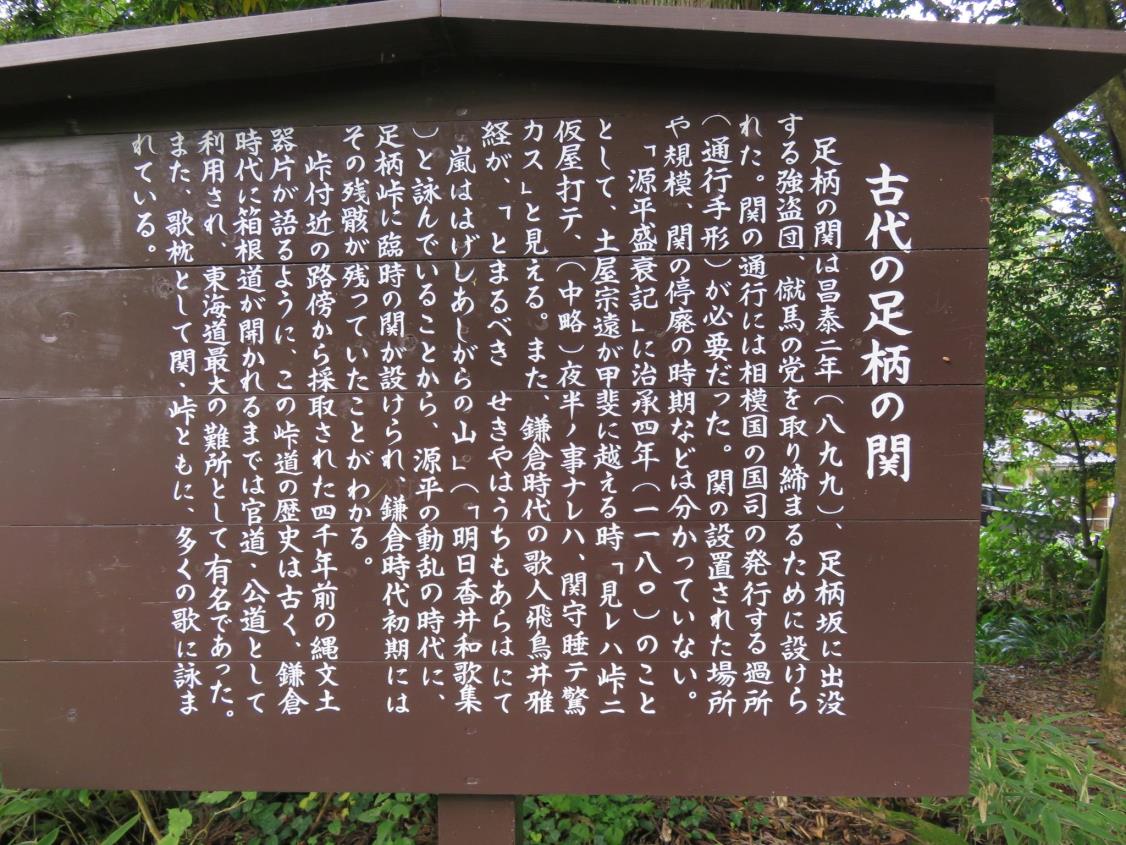 古代の足柄の関
足柄の関は昌泰二年（八九九）、足柄坂に出没
する強盗団、僦馬の党を取り締まるために設けら
れた。関の通行には相模国の国司の発行する過所
（通行手形）が必要だった。関の設置された場所
や規模、関の停廃の時期などは分かっていない。
「源平盛衰記」に治承四年（一一八〇）のこと
として、土屋宗遠が甲斐に越える時「見レハ峠ニ
仮屋打テ、（中略）夜半ノ事ナレハ、関守睡テ驚
カス」と見える。また、鎌倉時代の歌人飛鳥井雅
経が、「とまるべき　せきやはうちもあらはにて
嵐はげしあしがらの山」（「明日香井和歌集
）と詠んでいることから、源平の動乱の時代に、
足柄峠に臨時の関が設けられ、鎌倉時代初期には
その残骸が残っていたことがわかる。
峠付近の路傍から採取された四千年前の縄文土
器片が語るように、この峠道の歴史は古く、鎌倉
時代に箱根道が開かれるまでは官道・公道として
利用され、東海道最大の難所として有名であった。
また、歌枕として関・峠ともに、多くの歌に詠ま
れている。